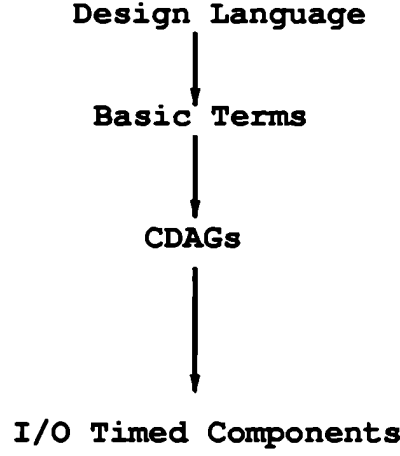 Design Language
Basic Terms
CDAGs
I/O Timed Components